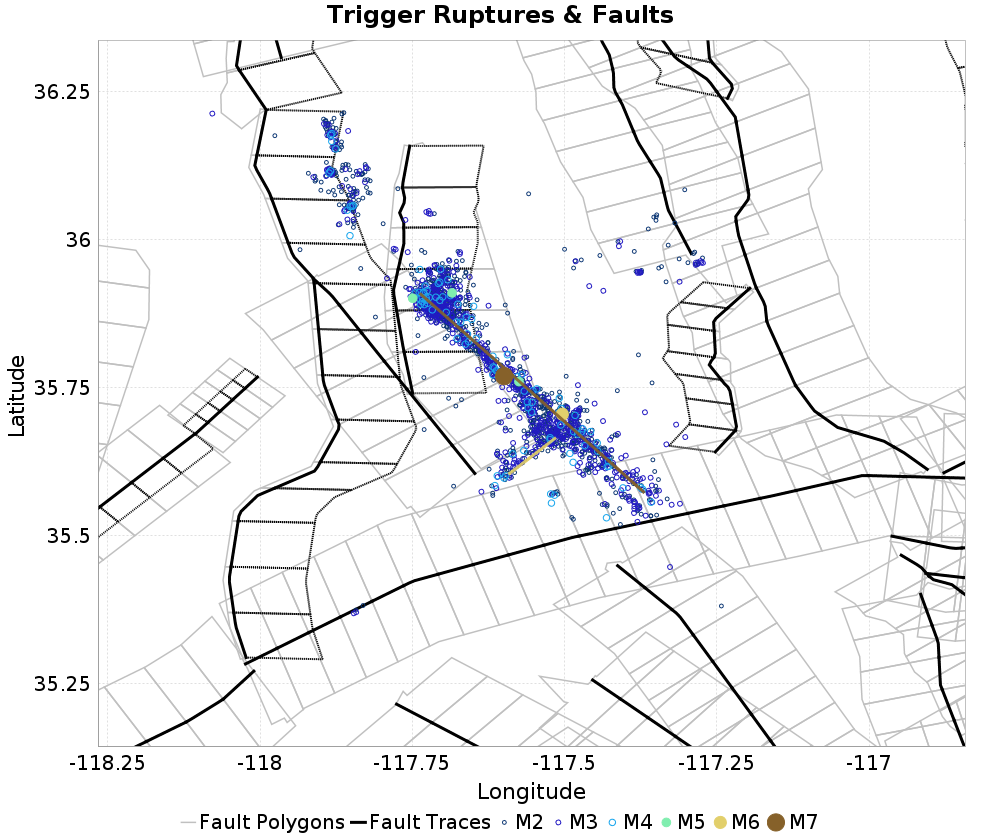 Trigger Ruptures & Faults
36.25
36
35.75
35.5
35.25
Latitude
-118.25 -118 -117.75 -117.5 -117.25 -117
Longitude
Fault Polygons Fault Traces M2 M3 M4 M5 M6 M7